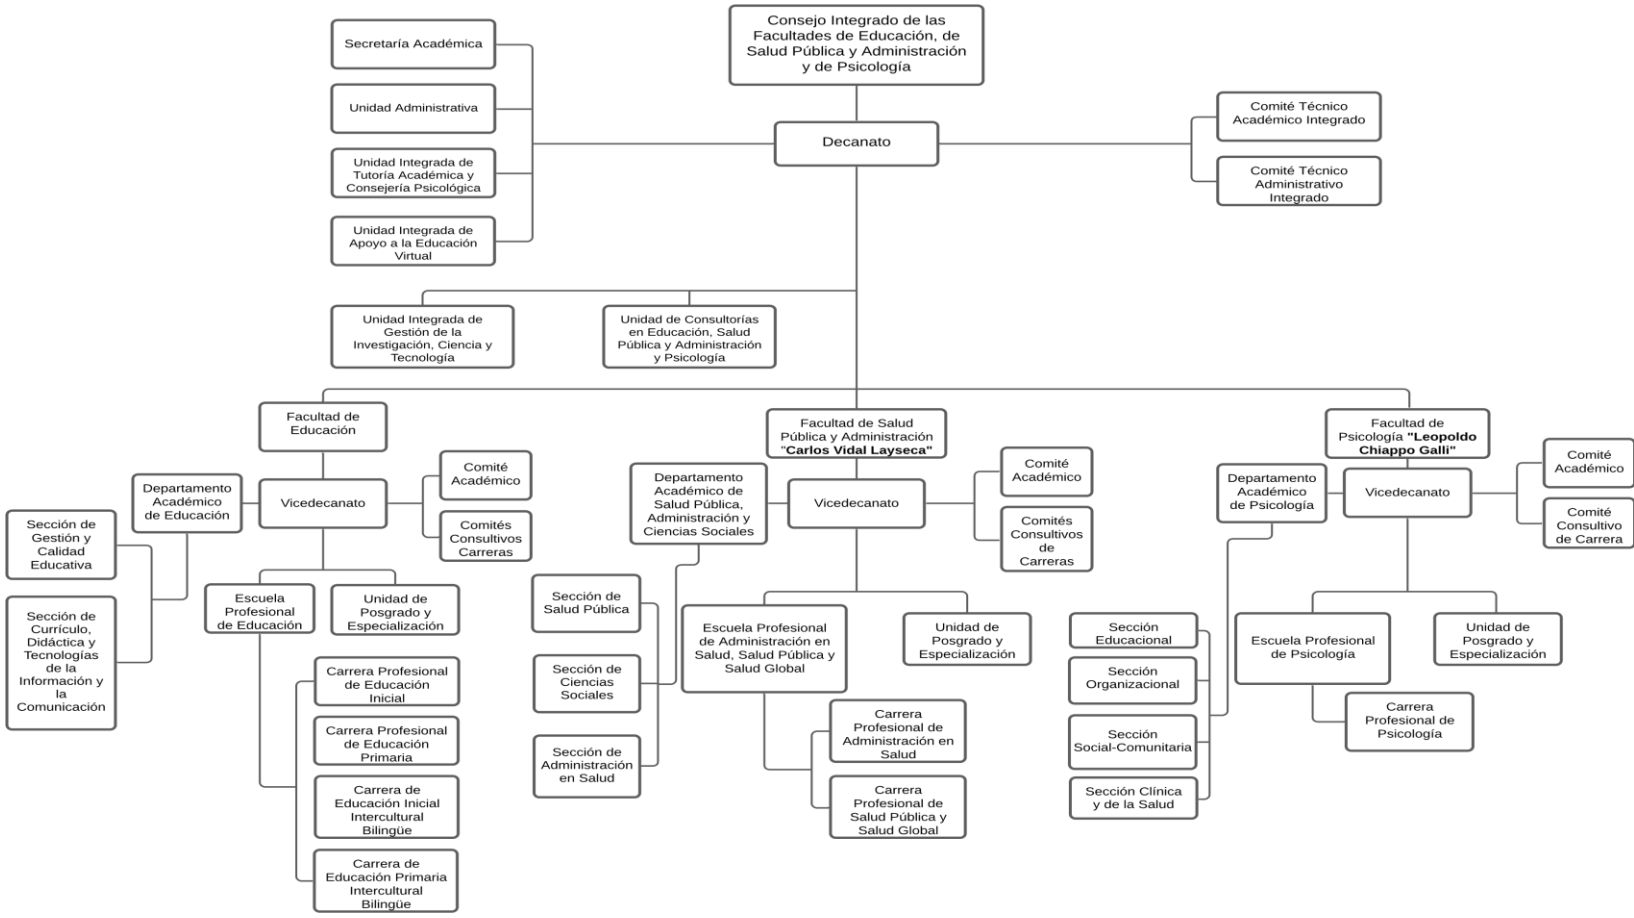 Consejo Integrado de las
Facultades de Educación, de
Salud Pública y Administración
y de Psicología
Secretaría Académica
Unidad Administrativa
Unidad Integrada de
Tutoría Académica y
Consejería Psicológica
Unidad Integrada de
Apoyo a la Educación
Virtual
Decanato
Comité Técnico
Académico Integrado
Comité Técnico
Administrativo
Integrado
Unidad Integrada de
Gestión de la
Investigación, Ciencia y
Tecnología
Unidad de Consultorías
en Educación, Salud
Pública y Administración
y Psicología
Facultad de
Educación
Departamento
Académico
de Educación
Vicedecanato
Comité
Académico
Comités
Consultivos
Carreras
Sección de
Gestión y
Calidad
Educativa
Sección de
Currículo,
Didáctica y
Tecnologías
de la
Información y
la
Comunicación
Escuela
Profesional
de Educación
Unidad de
Posgrado y
Especialización
Carrera Profesional
de Educación
Inicial
Carrera Profesional
de Educación
Primaria
Carrera de
Educación Inicial
Intercultural
Bilingüe
Carrera de
Educación Primaria
Intercultural
Bilingüe
Facultad de Salud
Pública y Administración
"Carlos Vidal Layseca"
Departamento
Académico de
Salud Pública,
Administración y
Ciencias Sociales
Vicedecanato
Comité
Académico
Comités
Consultivos
de
Carreras
Sección de
Salud Pública
Sección de
Ciencias
Sociales
Sección de
Administración
en Salud
Escuela Profesional
de Administración en
Salud, Salud Pública y
Salud Global
Unidad de
Posgrado y
Especialización
Carrera
Profesional de
Administración en
Salud
Carrera
Profesional de
Salud Pública y
Salud Global
Facultad de
Psicología "Leopoldo
Chiappo Galli"
Departamento
Académico
de Psicología
Vicedecanato
Comité
Académico
Comité
Consultivo
de Carrera
Sección
Educacional
Sección
Organizacional
Sección
Social-Comunitaria
Sección Clínica
y de la Salud
Escuela Profesional
de Psicología
Unidad de
Posgrado y
Especialización
Carrera
Profesional de
Psicología